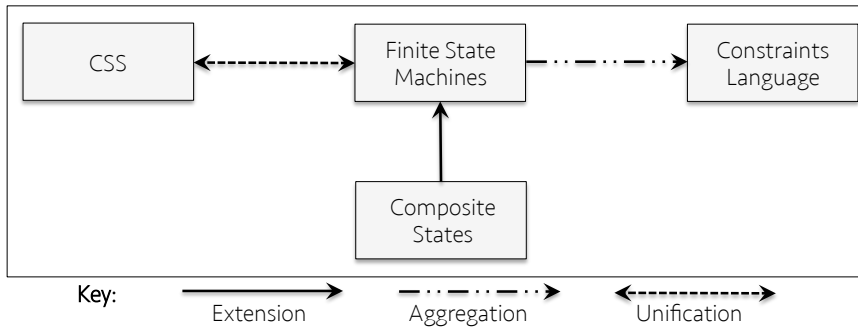 CSS
Finite State
Machines
Constraints
Language
Composite
States
Key:
Extension
Aggregation
Unification